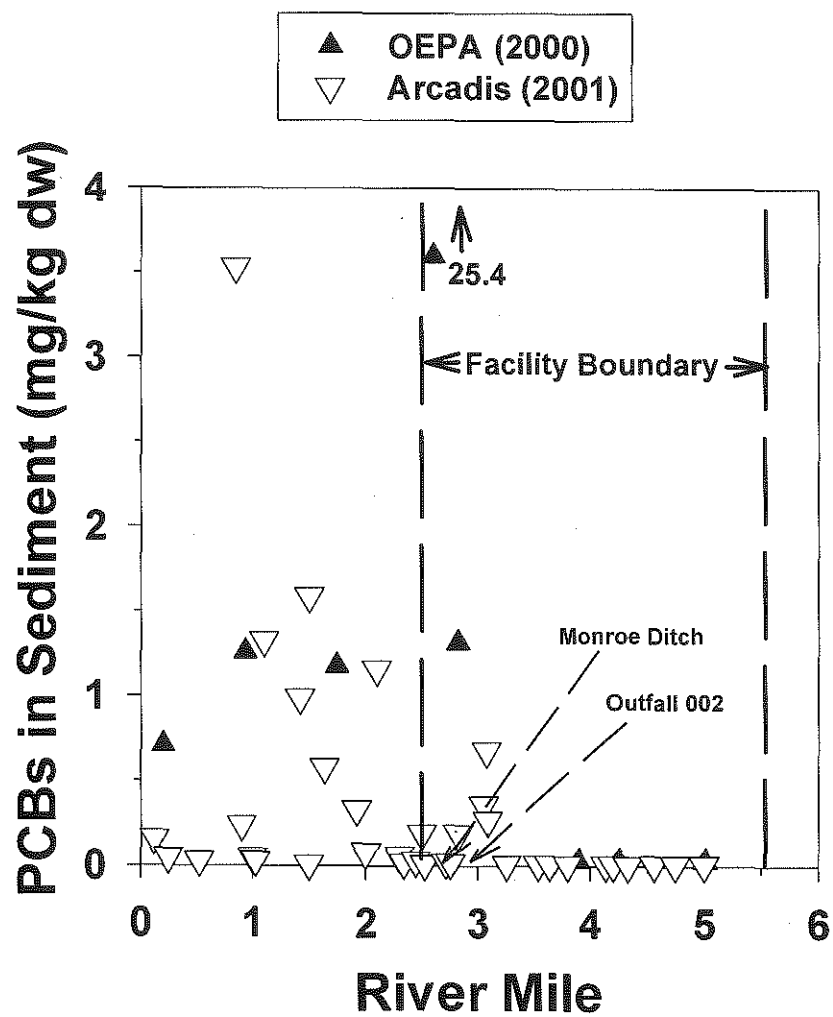 OEPA (2000)
Arcadis (2001)
PCBs in Sediment (mg/kg dw)
4
3
2
1
0
25.4
Facility Boundary
Monroe Ditch
Outfall 002
0 1 2 3 4 5 6
River Mile